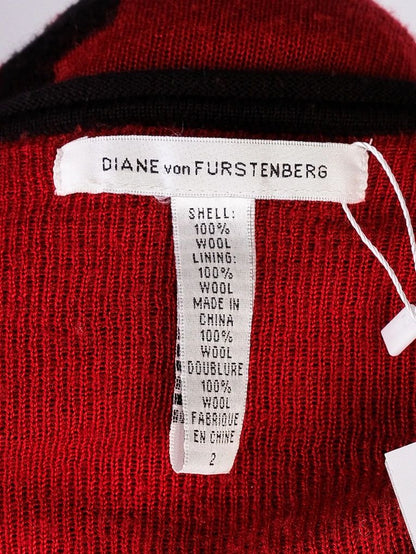 DIANE von FURSTENBERG
SHELL:
100%
WOOL
LINING:
100%
WOOL
MADE IN
CHINA
100%
WOOL
DOUBLURE
100%
WOOL
FABRIQUE
EN CHINE
2